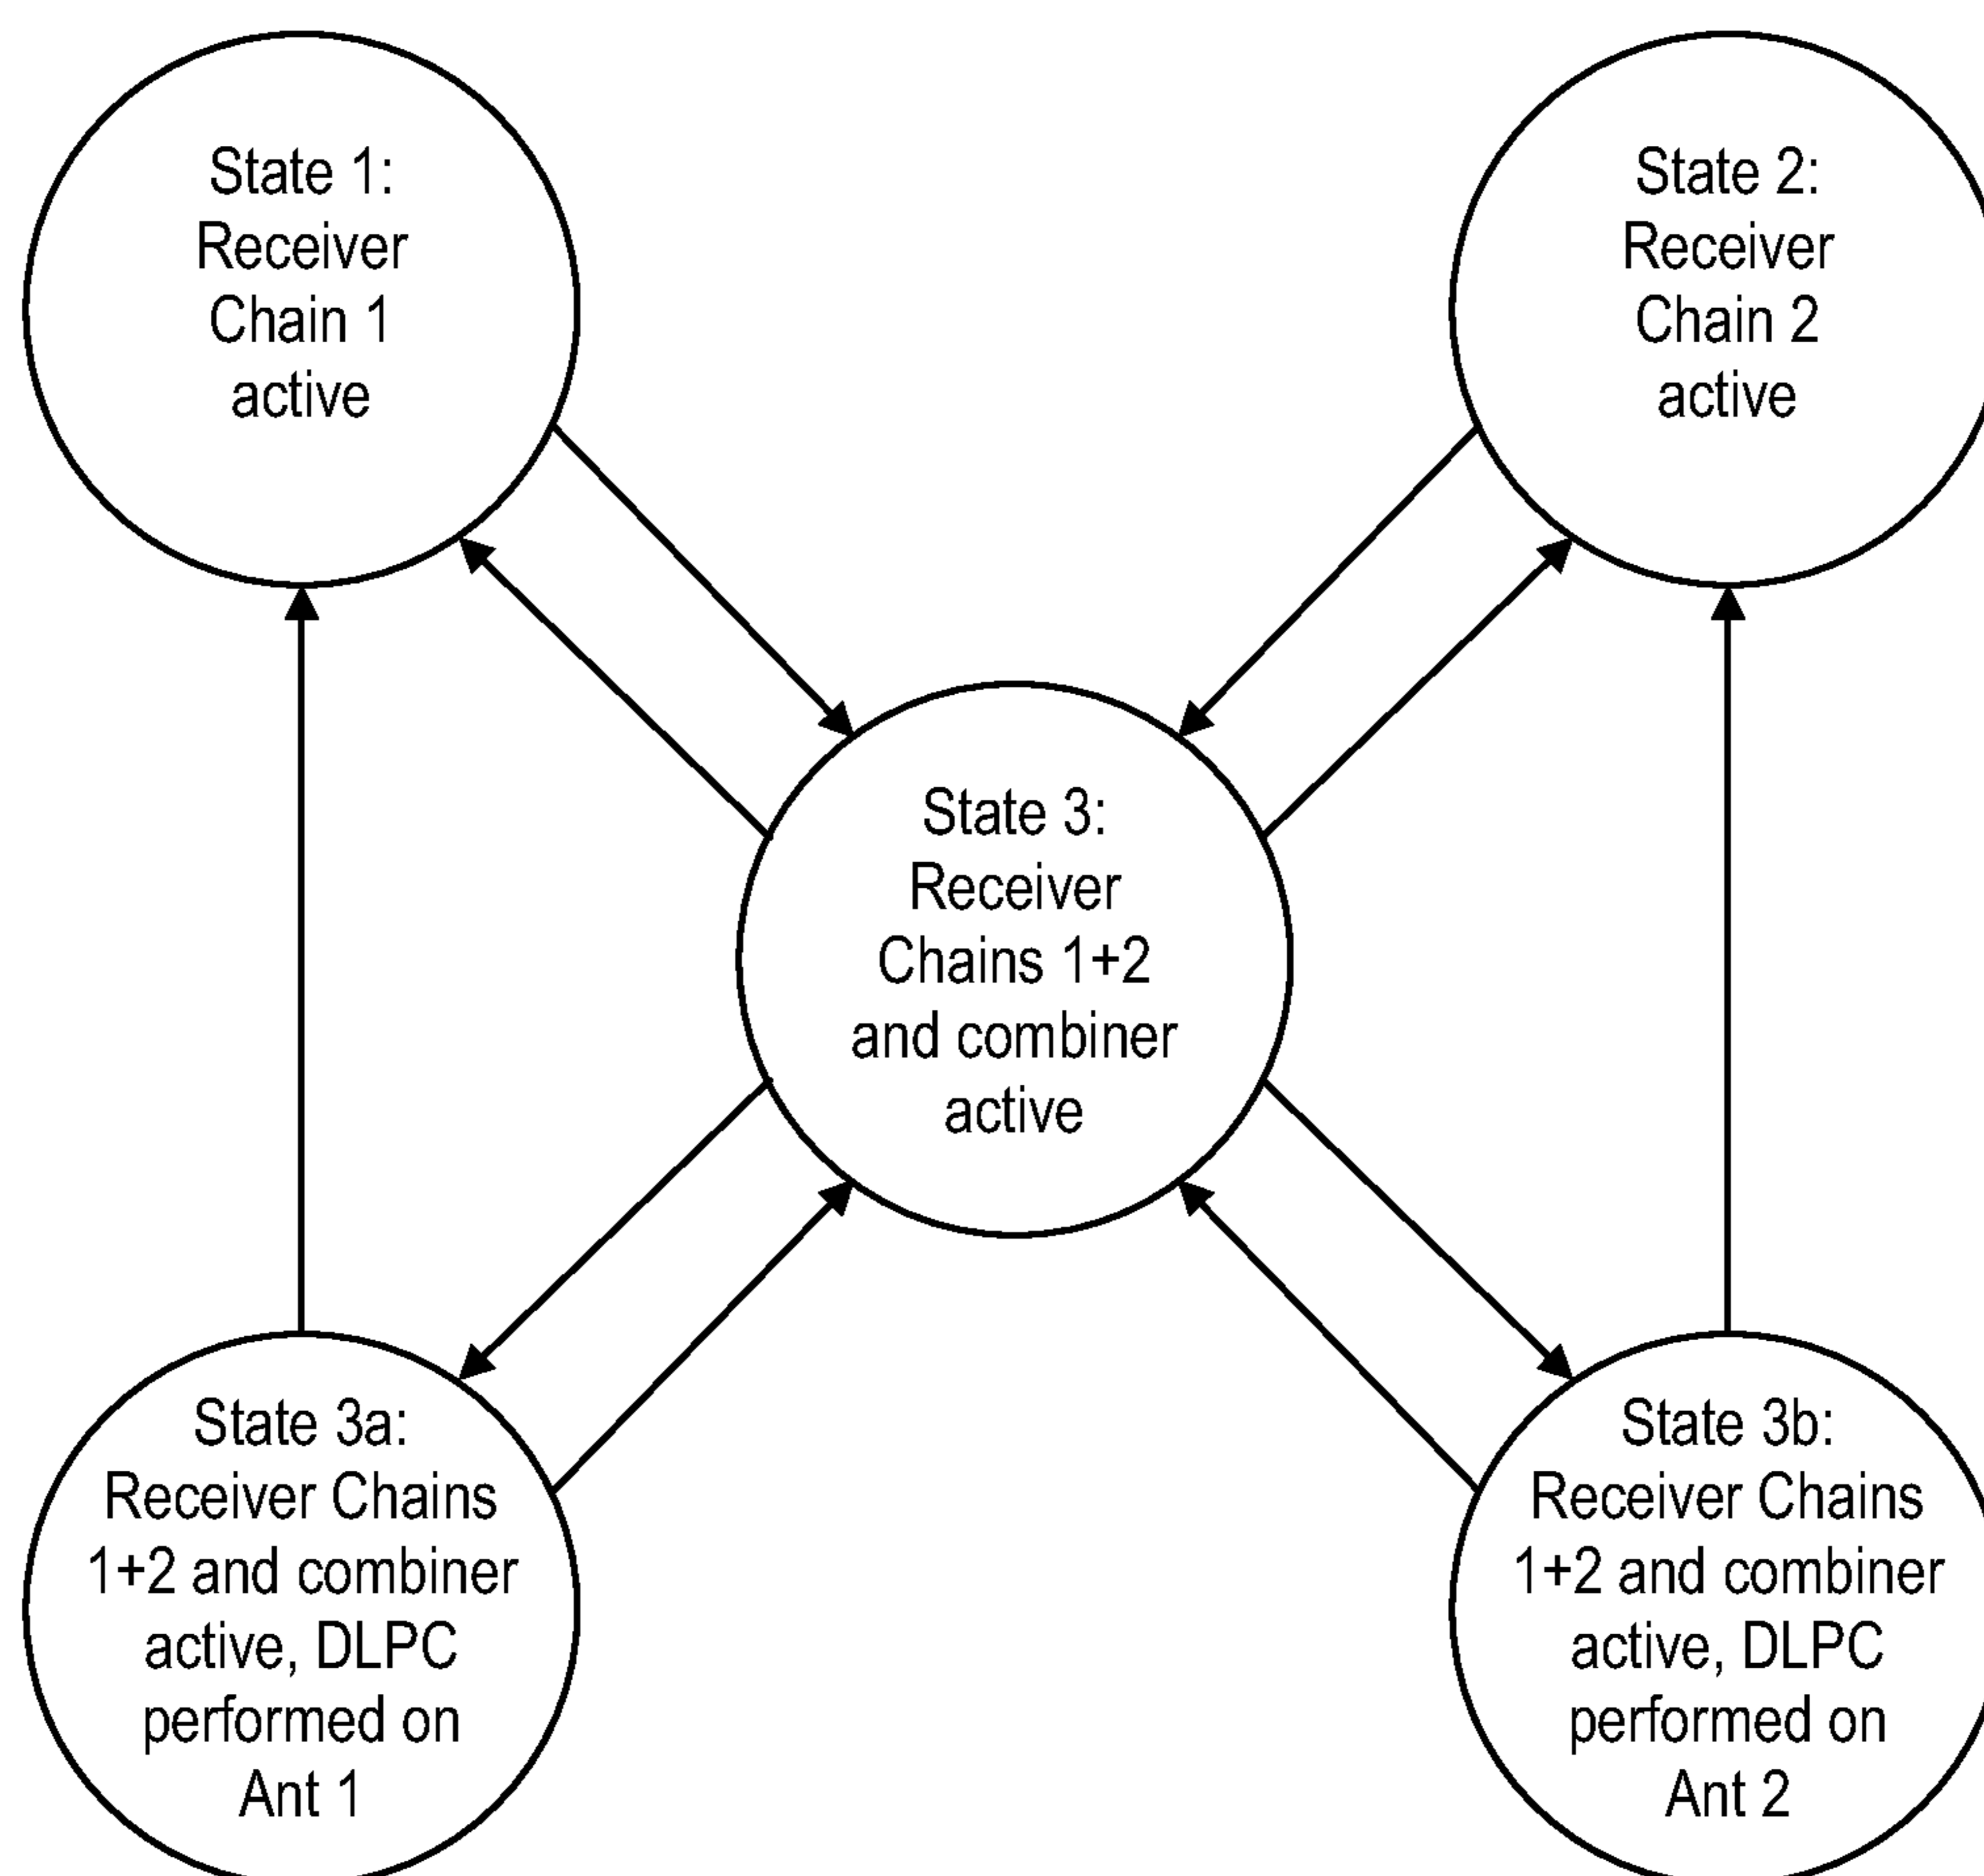 State 1:
Receiver
Chain 1
active
State 2:
Receiver
Chain 2
active
State 3:
Receiver
Chains 1+2
and combiner
active
State 3a:
Receiver Chains
1+2 and combiner
active, DLPC
performed on
Ant 1
State 3b:
Receiver Chains
1+2 and combiner
active, DLPC
performed on
Ant 2